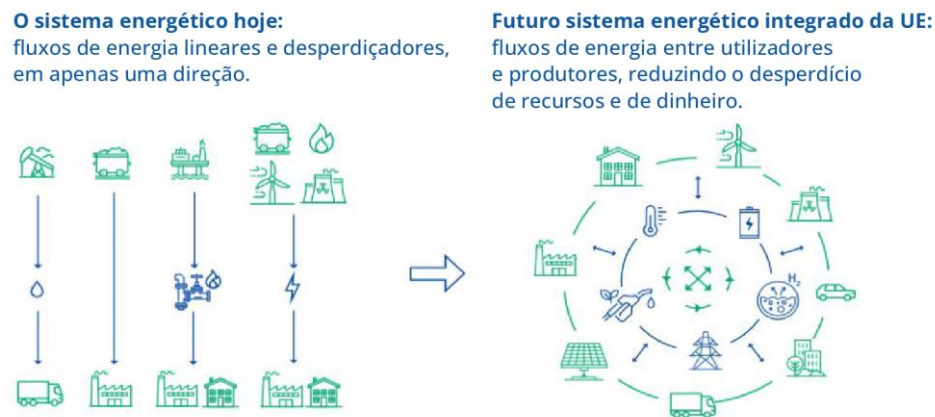 O sistema energético hoje:
fluxos de energia lineares e desperdiçadores,
em apenas uma direção.
Futuro sistema energético integrado da UE:
fluxos de energia entre utilizadores
e produtores, reduzindo o desperdício
de recursos e de dinheiro.
H₂